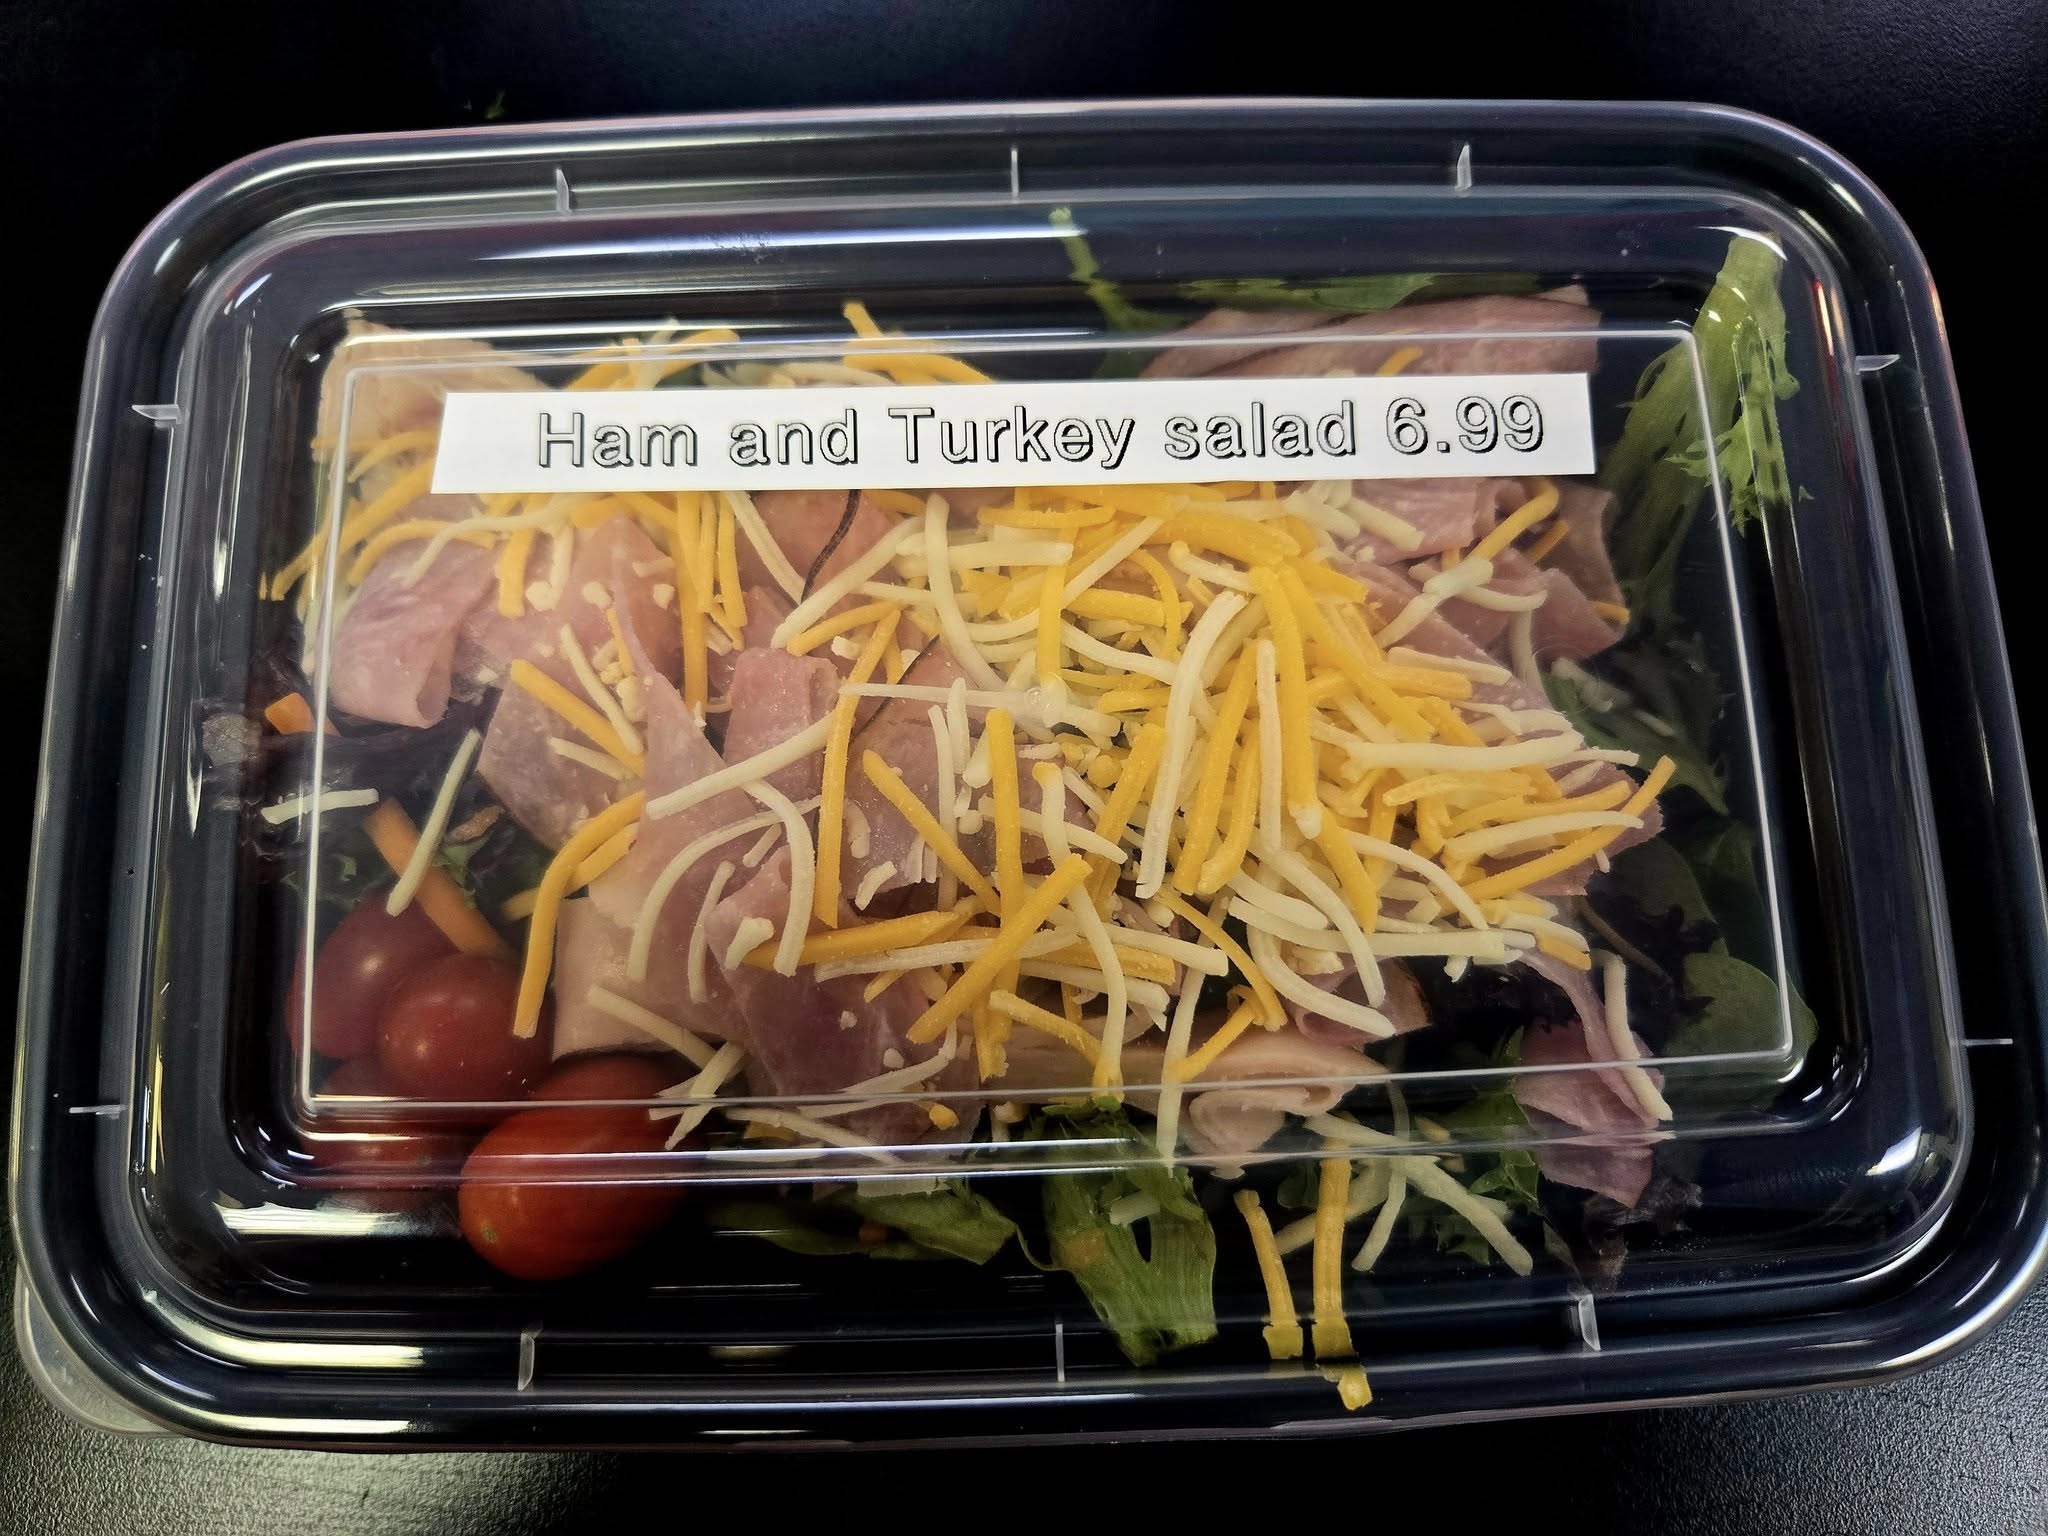 Ham and Turkey salad 6.99